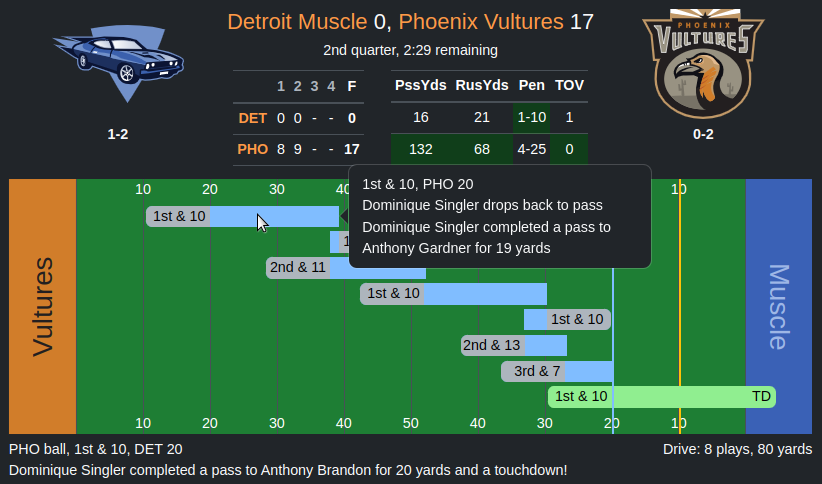 Detroit Muscle 0, Phoenix Vultures 17
2nd quarter, 2:29 remaining
1-2
PHOENIX
VULTURES
0-2
1 2 3 4 F
DET 0 0 - - 0
PHO 8 9 - - 17
PssYds RusYds Pen TOV
16 21 1-10 1
132 68 4-25 0
10 20 30 40 10
1st & 10, PHO 20
Dominique Singler drops back to pass
Dominique Singler completed a pass to
Anthony Gardner for 19 yards
Vultures
Muscle
1st & 10
1
2nd & 11
1st & 10
1st & 10
2nd & 13
3rd & 7
1st & 10 TD
10 20 30 40 50 40 30 20 10
PHO ball, 1st & 10, DET 20
Drive: 8 plays, 80 yards
Dominique Singler completed a pass to Anthony Brandon for 20 yards and a touchdown!